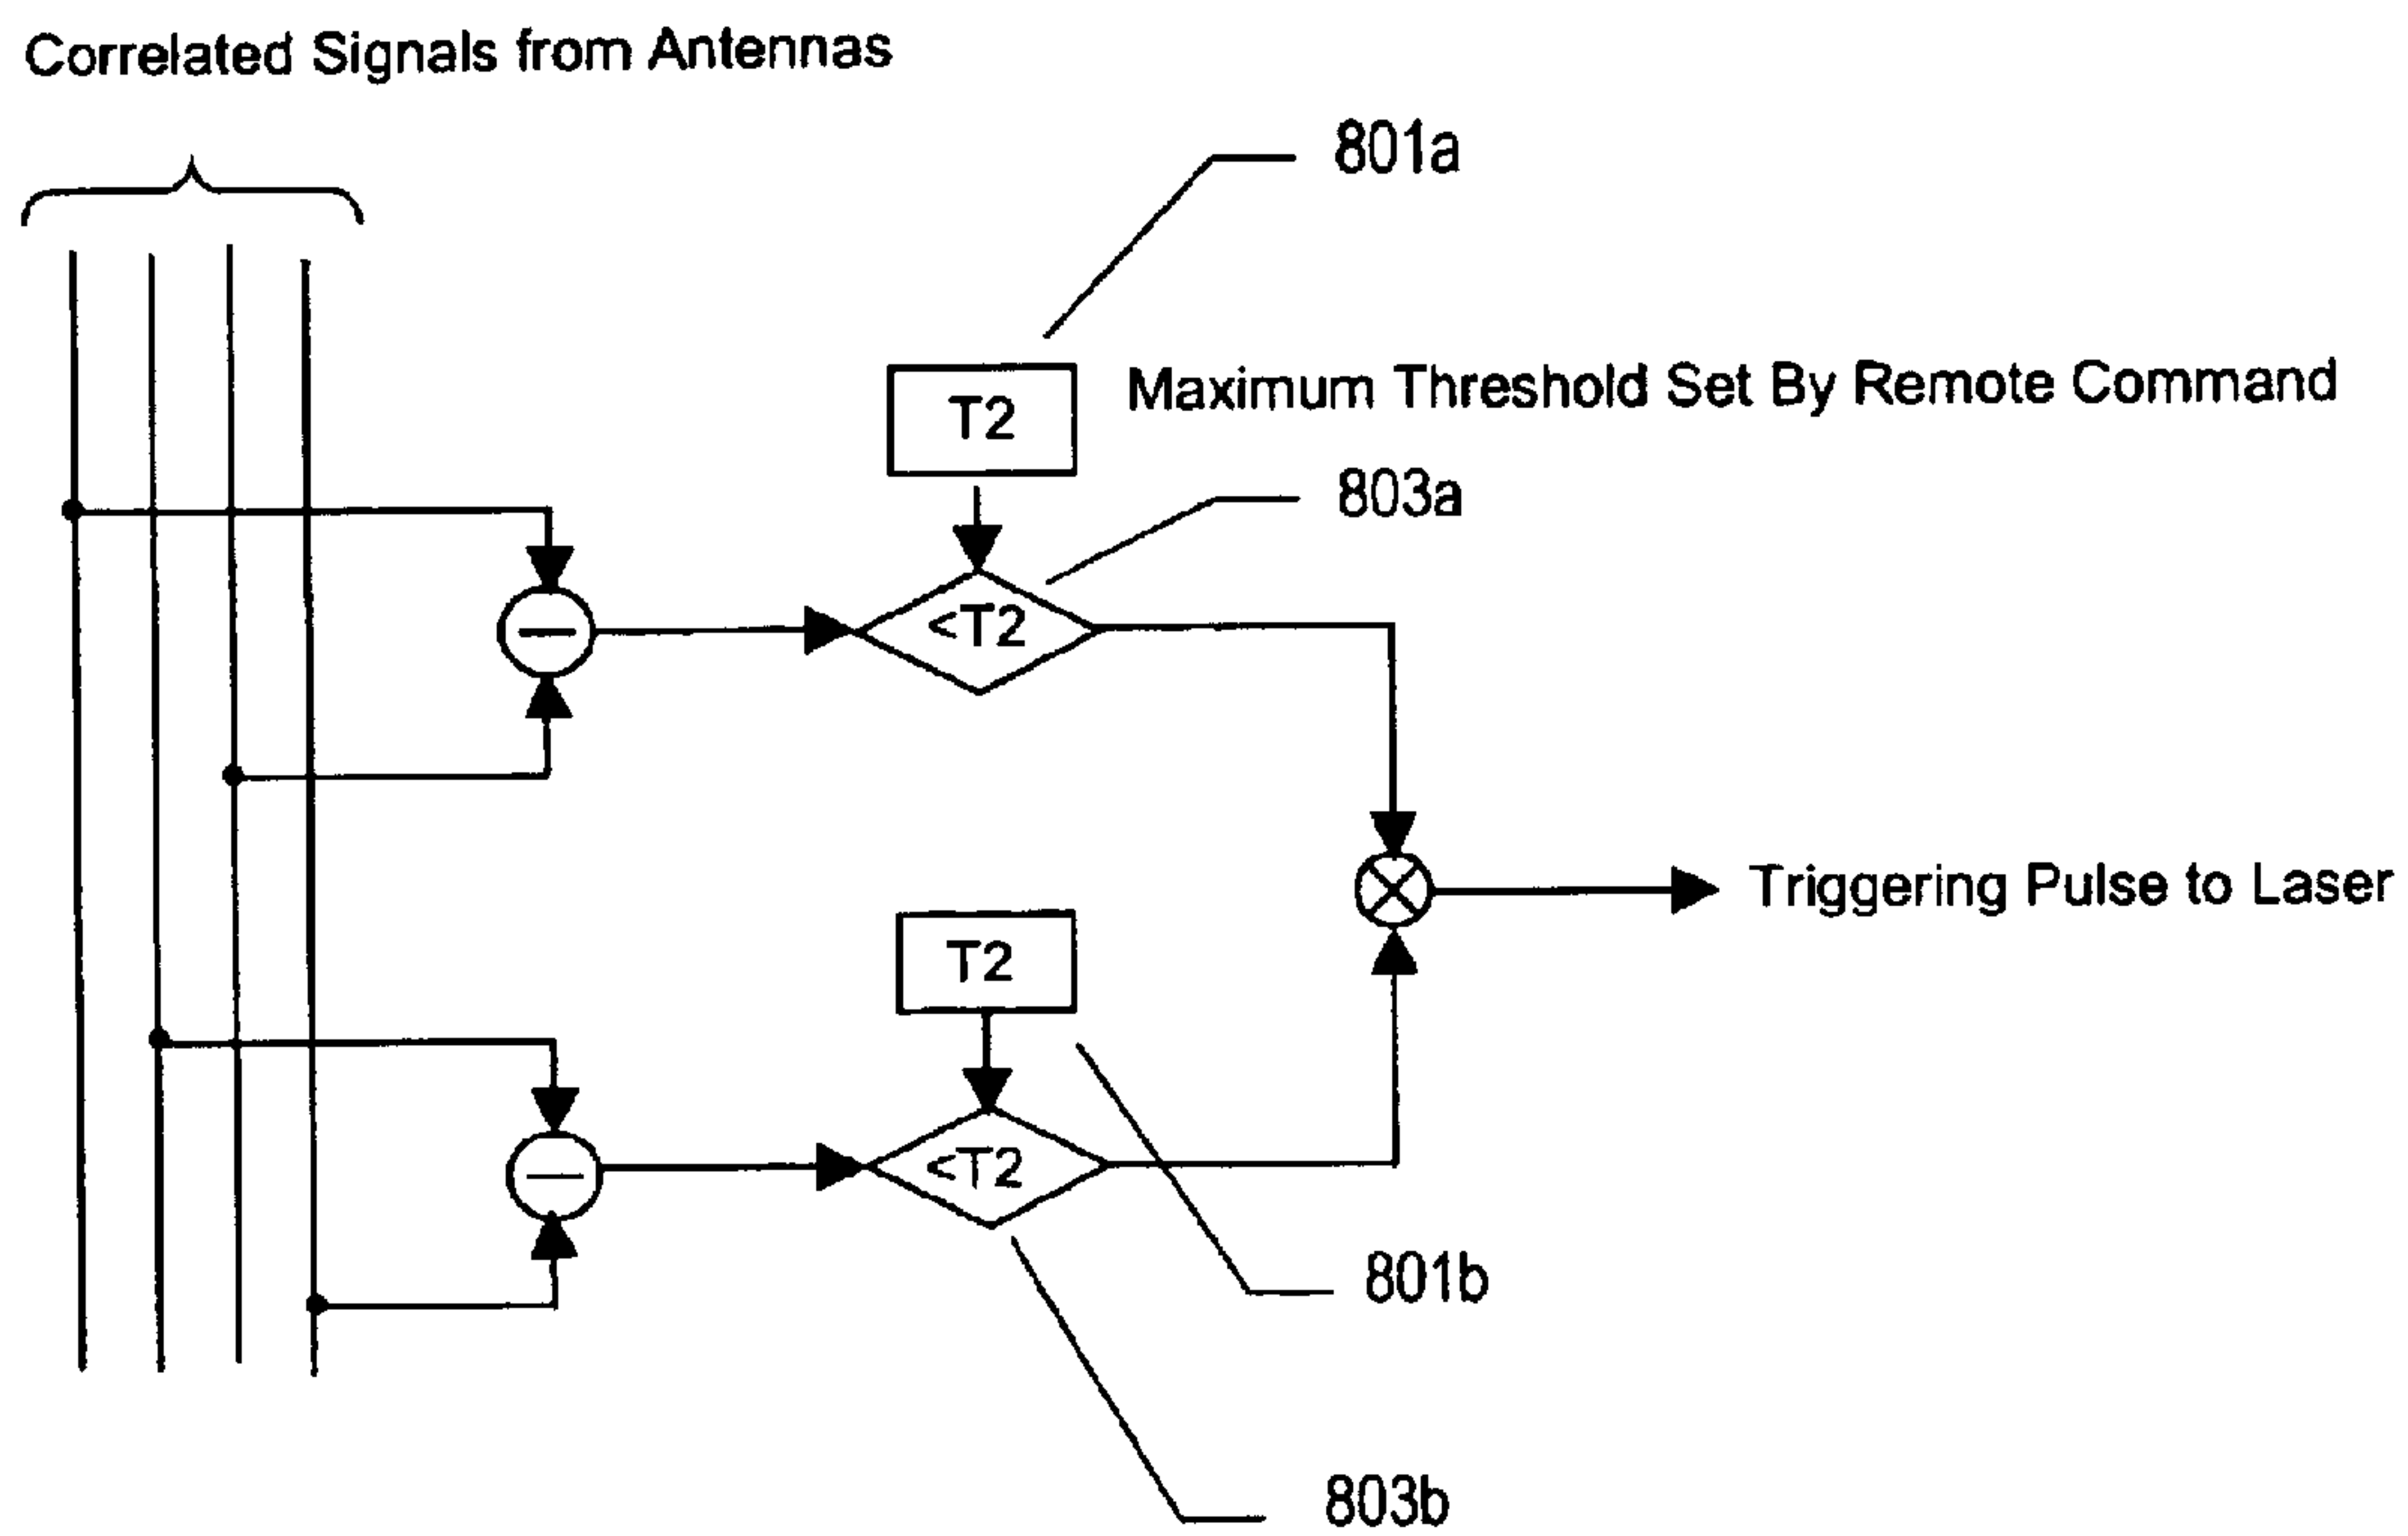 Correlated Signals from Antennas
801a
T2
Maximum Threshold Set By Remote Command
803a
<T2
Triggering Pulse to Laser
T2
<T2
801b
803b